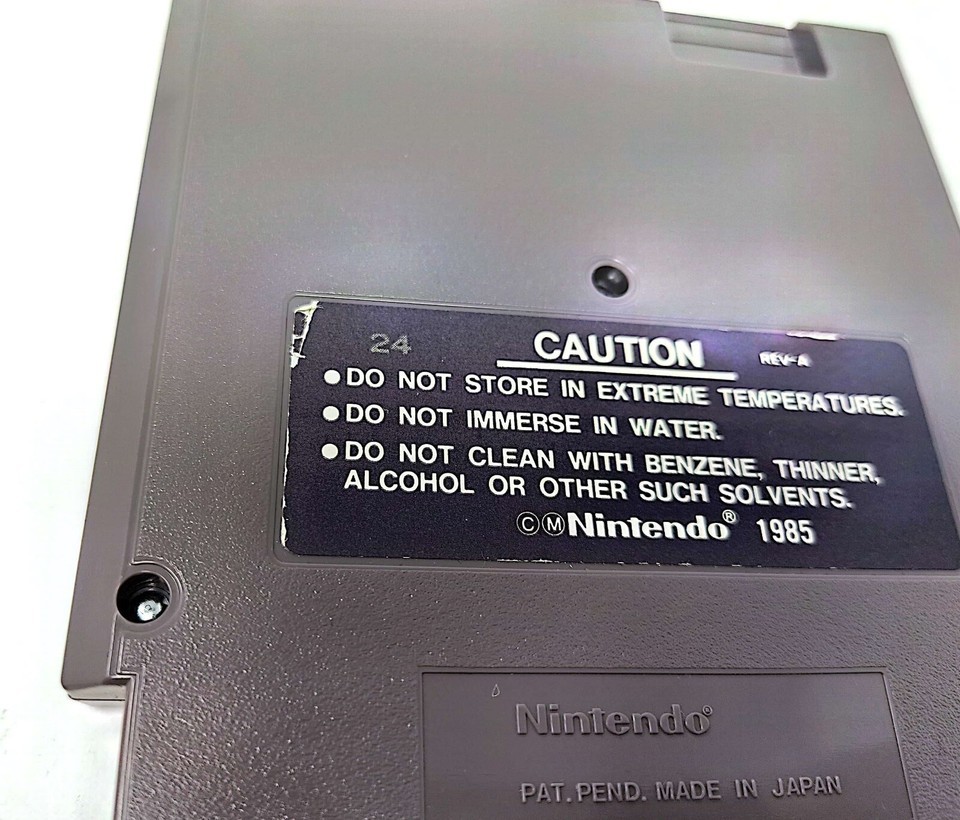 24
CAUTION REV-A
●DO NOT STORE IN EXTREME TEMPERATURES.
●DO NOT IMMERSE IN WATER.
●DO NOT CLEAN WITH BENZENE, THINNER,
ALCOHOL OR OTHER SUCH SOLVENTS.
ⒸⓂNintendo® 1985
Nintendo®
PAT. PEND. MADE IN JAPAN